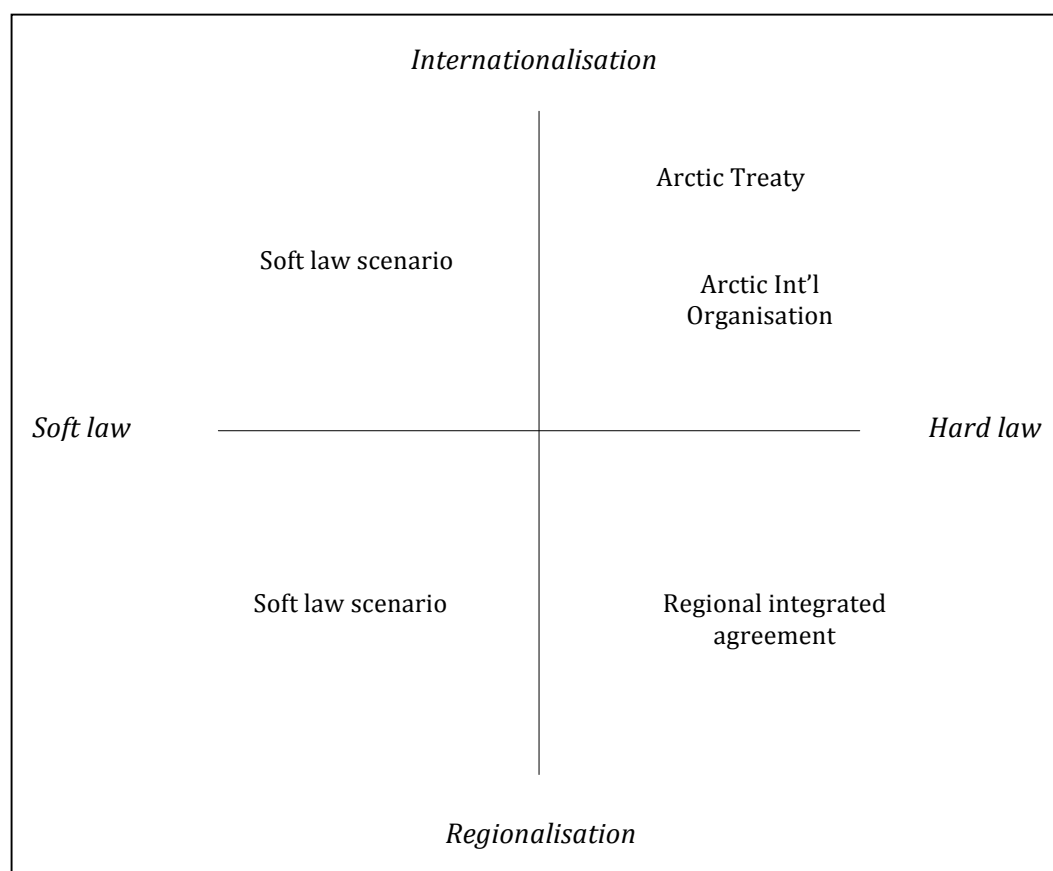 Internationalisation
Arctic Treaty
Soft law scenario
Arctic Int’l
Organisation
Soft law
Hard law
Soft law scenario
Regional integrated
agreement
Regionalisation